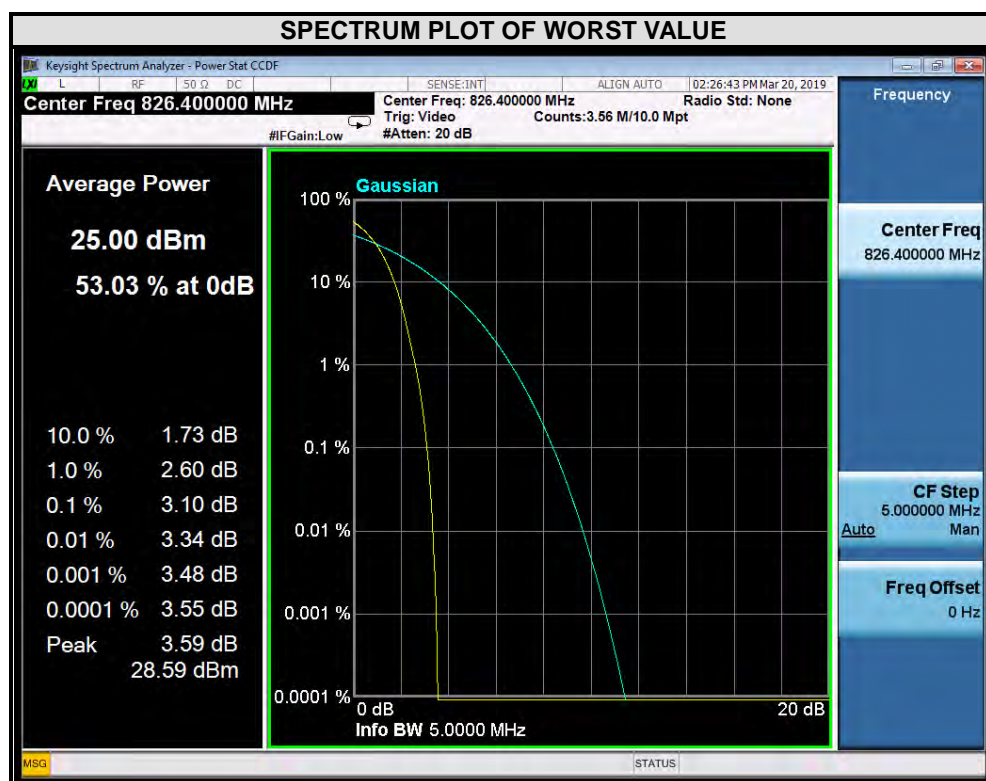 SPECTRUM PLOT OF WORST VALUE
Keysight Spectrum Analyzer - Power Stat CCDF
LXI L RF 50 Ω DC SENSE:INT ALIGN AUTO 02:26:43 PM Mar 20, 2019
Center Freq 826.400000 MHz
Center Freq: 826.400000 MHz Radio Std: None
Trig: Video Counts:3.56 M/10.0 Mpt
#IFGain:Low #Atten: 20 dB
Frequency
Average Power
25.00 dBm
53.03 % at 0dB
10.0 % 1.73 dB
1.0 % 2.60 dB
0.1 % 3.10 dB
0.01 % 3.34 dB
0.001 % 3.48 dB
0.0001 % 3.55 dB
Peak 3.59 dB
28.59 dBm
Gaussian
100 %
10 %
1 %
0.1 %
0.01 %
0.001 %
0.0001 %
0 dB 20 dB
Info BW 5.0000 MHz
Center Freq
826.400000 MHz
CF Step
5.000000 MHz
Auto Man
Freq Offset
0 Hz
MSG STATUS